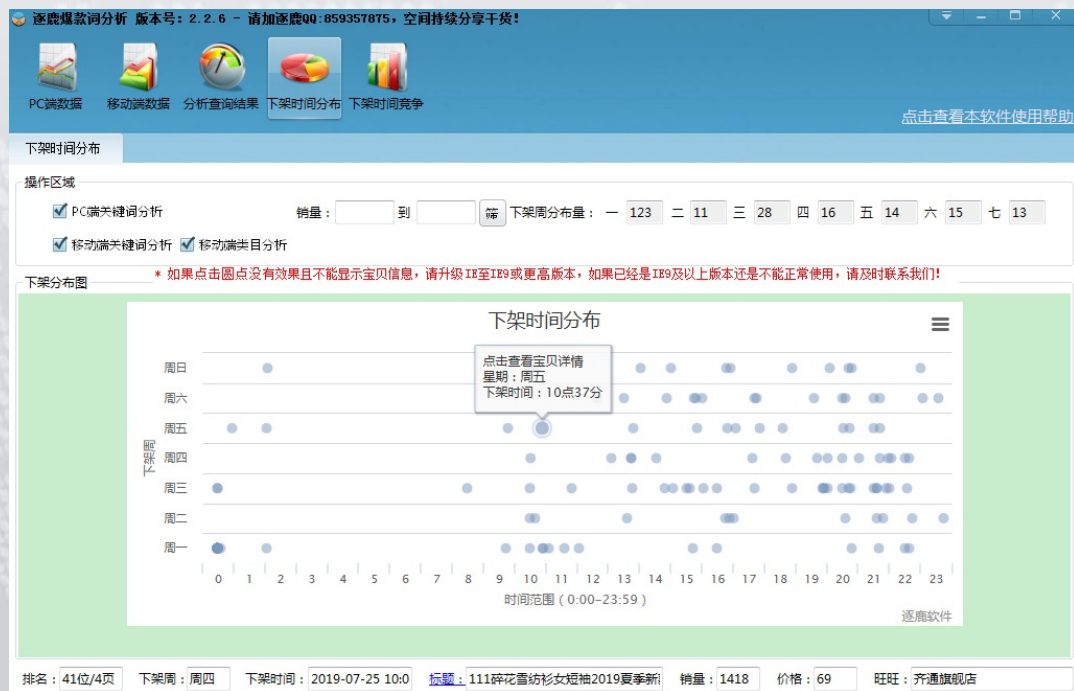 逐鹿爆款词分析 版本号：2.2.6 - 请加逐鹿QQ:859357875，空间持续分享干货！
PC端数据 移动端数据 分析查询结果 下架时间分布 下架时间竞争
点击查看本软件使用帮助
下架时间分布
操作区域
PC端关键词分析 销量： 到 筛 下架周分布量： 一 123 二 11 三 28 四 16 五 14 六 15 七 13
移动端关键词分析 移动端类目分析
下架分布图
* 如果点击圆点没有效果且不能显示宝贝信息，请升级IE至IE9或更高版本，如果已经是IE9及以上版本还是不能正常使用，请及时联系我们！
下架时间分布
点击查看宝贝详情
星期：周五
下架时间：10点37分
下架周
周日
周六
周五
周四
周三
周二
周一
0 1 2 3 4 5 6 7 8 9 10 11 12 13 14 15 16 17 18 19 20 21 22 23
时间范围（0:00-23:59）
逐鹿软件
排名：41位/4页 下架周：周四 下架时间：2019-07-25 10:0 标题：111碎花雪纺衫女短袖2019夏季新 销量：1418 价格：69 旺旺：齐通旗舰店